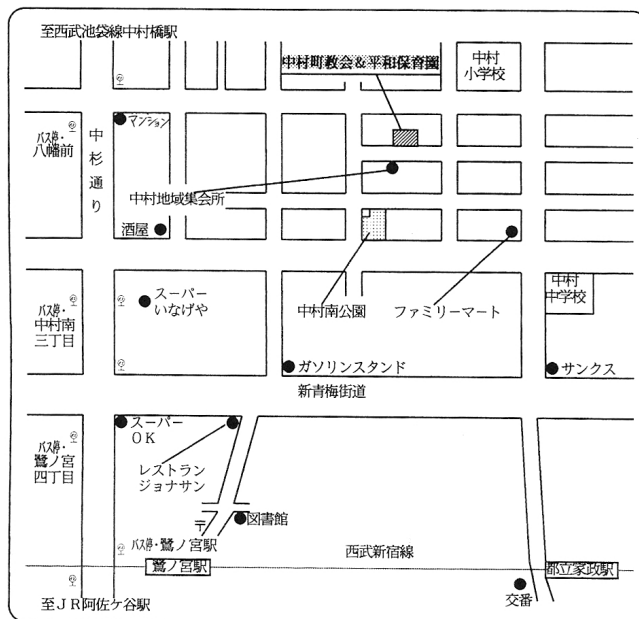 至西武池袋線中村橋駅
中村町教会＆平和保育園
中村
小学校
バス停・
八幡前
中杉通り
マンション
中村地域集会所
酒屋
スーパー
いなげや
バス停・
中村南
三丁目
中村南公園
ファミリーマート
中村
中学校
ガソリンスタンド
サンクス
新青梅街道
スーパー
OK
バス停・
鷺ノ宮
四丁目
レストラン
ジョナサン
〒
図書館
バス停・鷺ノ宮駅
西武新宿線
鷺ノ宮駅
都立家政駅
交番
至ＪＲ阿佐ケ谷駅